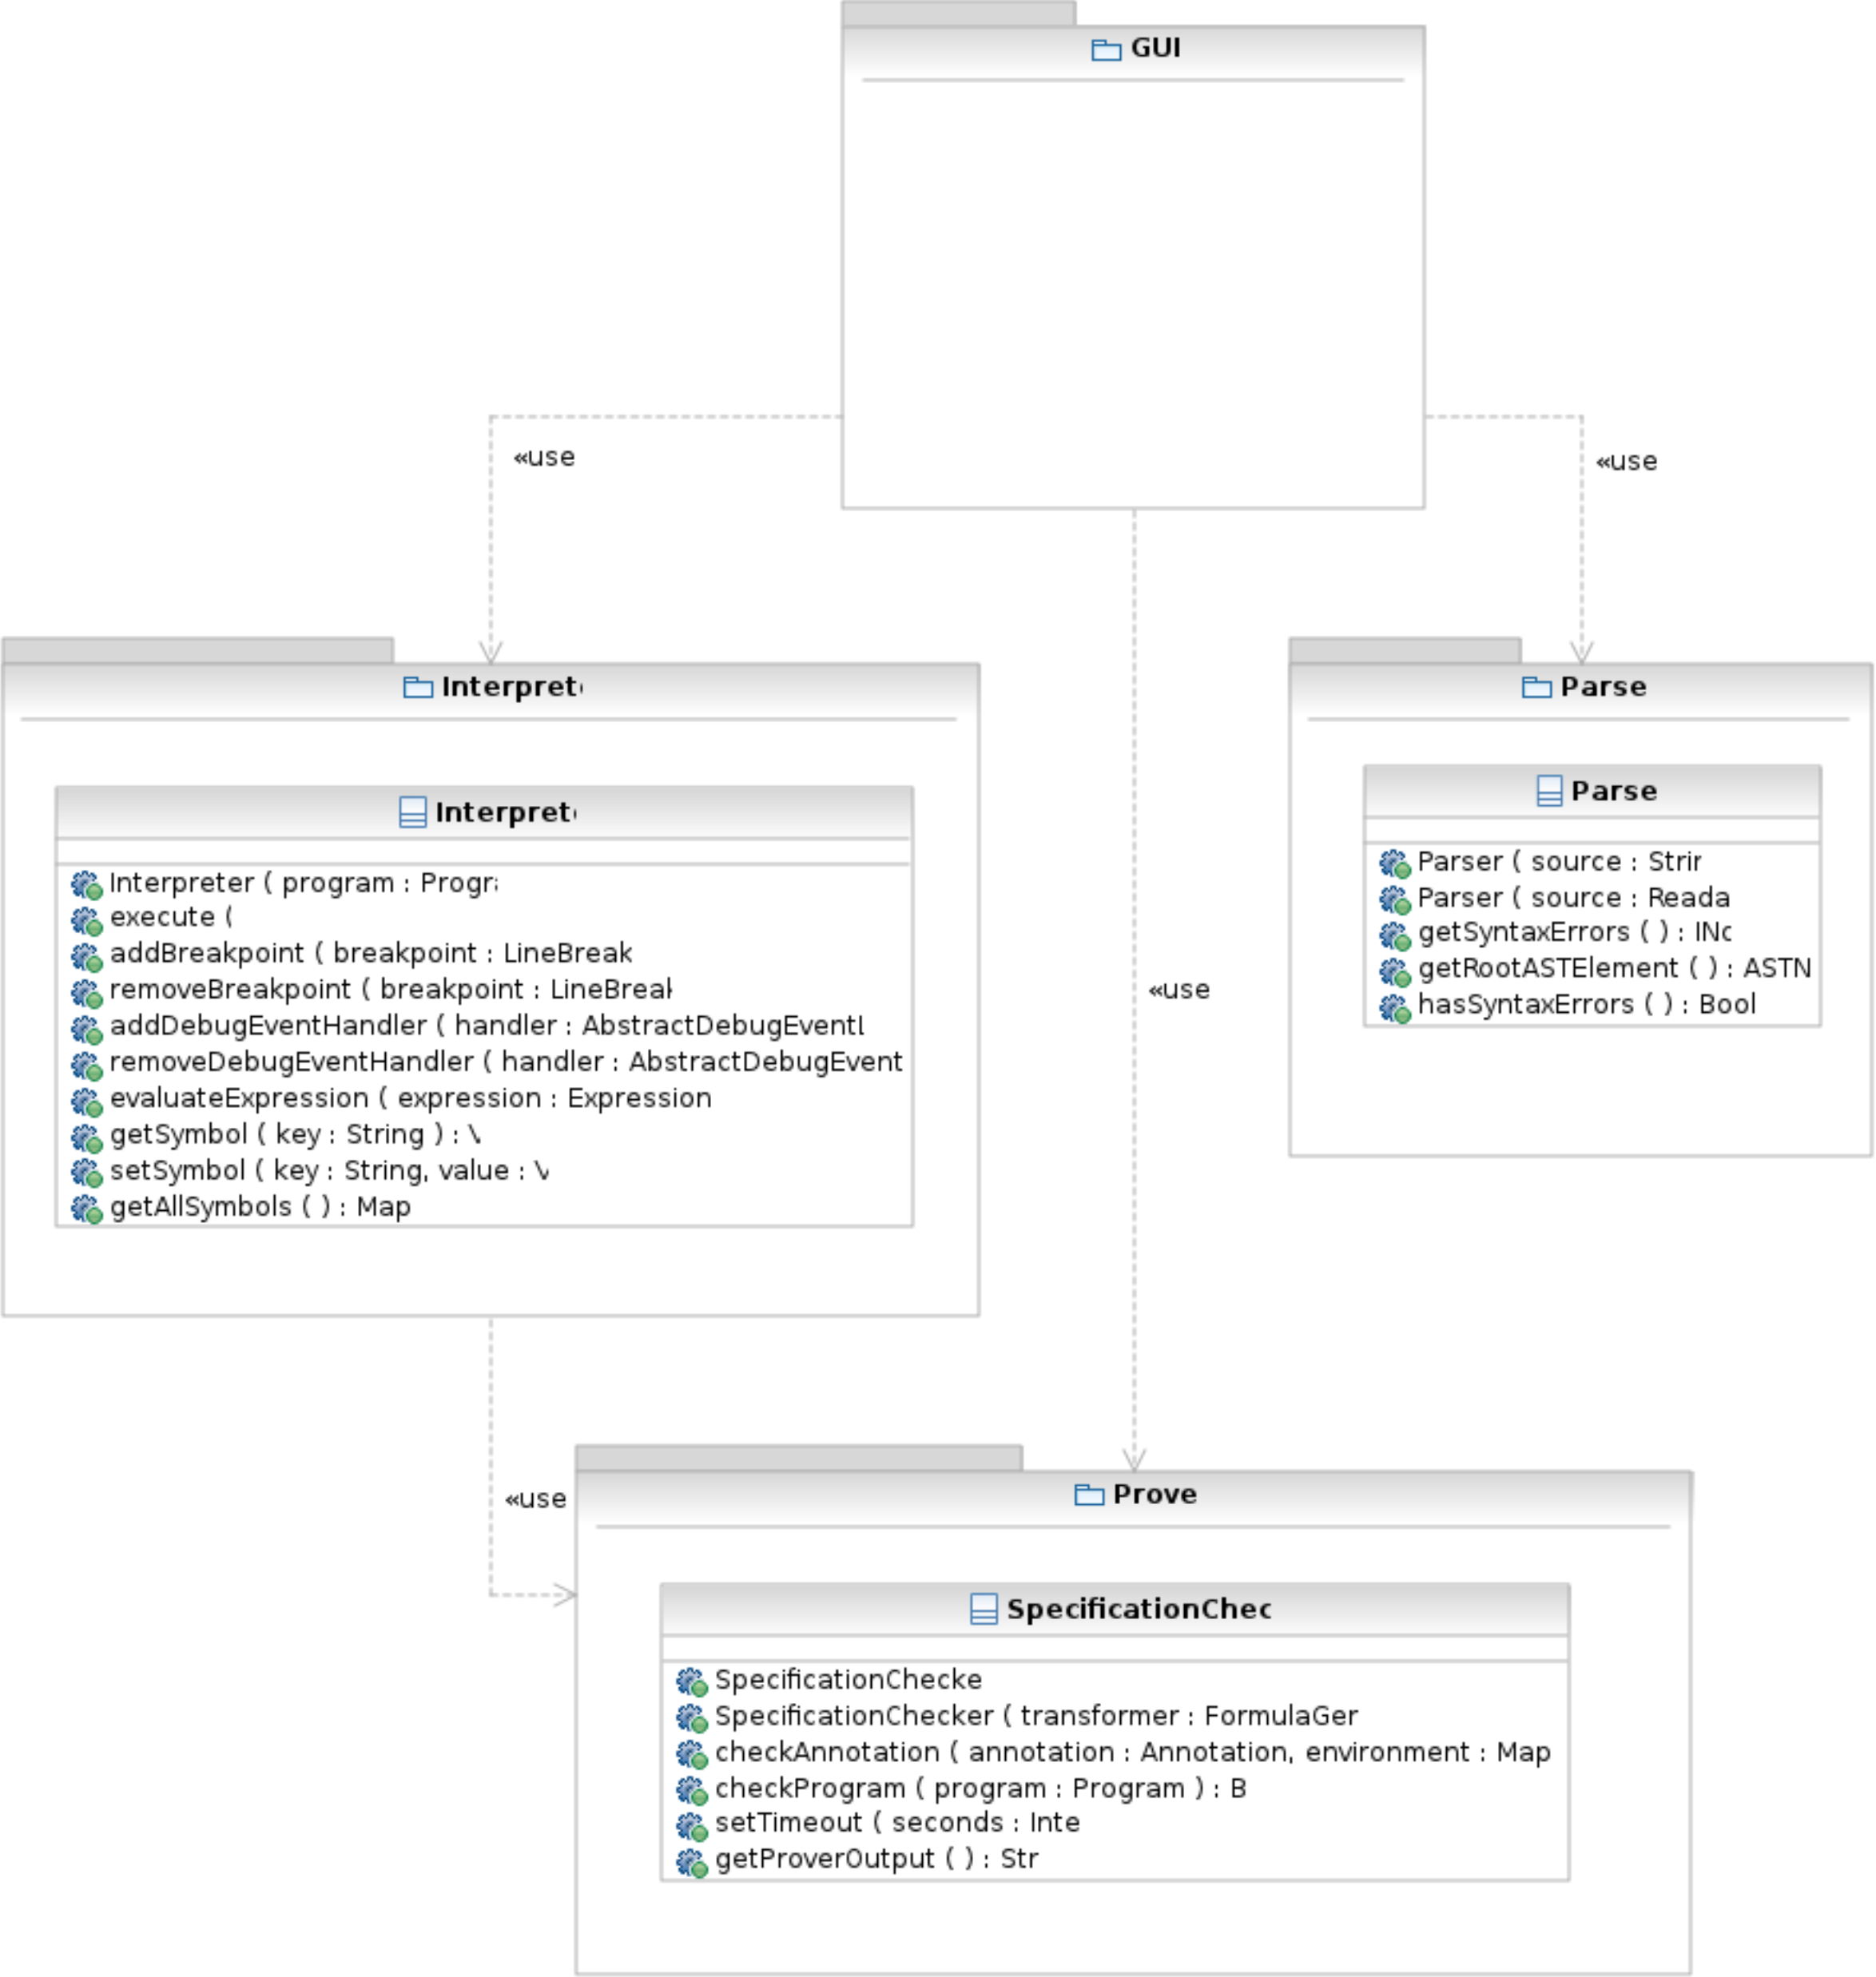 GUI
«use
«use
Interpret
Parse
Interpret
Interpreter ( program : Progr
execute (
addBreakpoint ( breakpoint : LineBreak
removeBreakpoint ( breakpoint : LineBreak
addDebugEventHandler ( handler : AbstractDebugEventl
removeDebugEventHandler ( handler : AbstractDebugEvent
evaluateExpression ( expression : Expression
getSymbol ( key : String ) : V
setSymbol ( key : String, value : V
getAllSymbols ( ) : Map
Parse
Parser ( source : Strir
Parser ( source : Reada
getSyntaxErrors ( ) : INc
getRootASTElement ( ) : ASTN
hasSyntaxErrors ( ) : Bool
«use
«use
Prove
SpecificationChec
SpecificationChecke
SpecificationChecker ( transformer : FormulaGer
checkAnnotation ( annotation : Annotation, environment : Map
checkProgram ( program : Program ) : B
setTimeout ( seconds : Inte
getProverOutput ( ) : Str